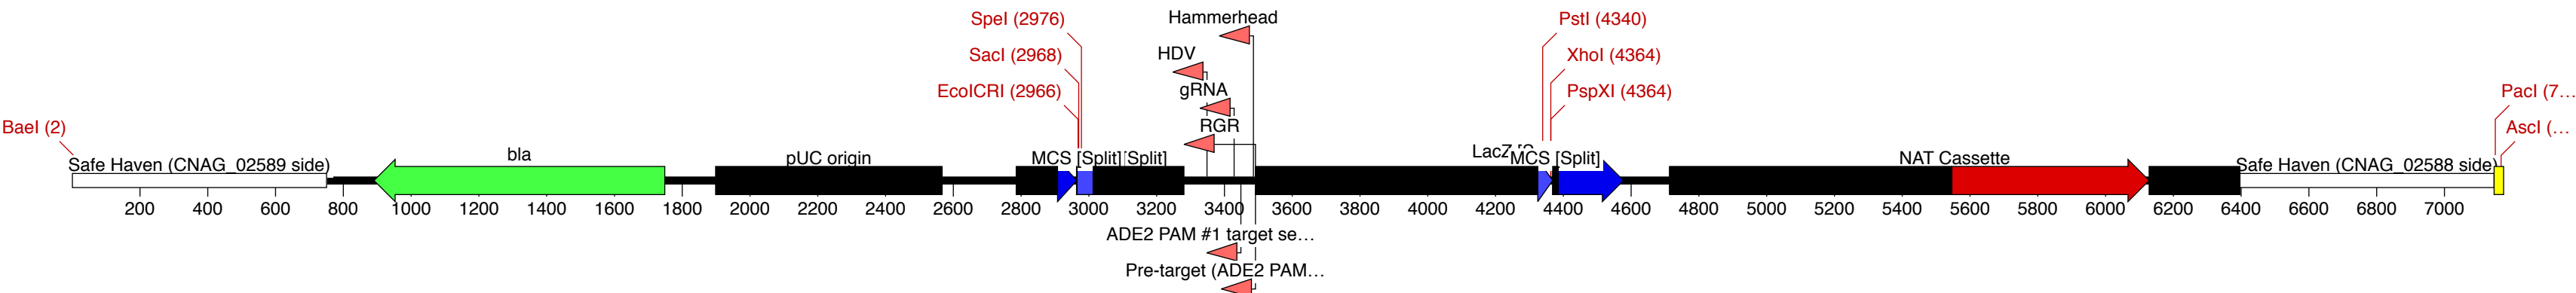 SpeI (2976)
Hammerhead
PstI (4340)
SacI (2968)
HDV
XhoI (4364)
EcoICRI (2966)
gRNA
PspXI (4364)
PacI (7...
BaeI (2)
RGR
AscI (...
Safe Haven (CNAG_02589 side)
bla
pUC origin
MCS [Split]
[Split]
LacZ
MCS [Split]
NAT Cassette
Safe Haven (CNAG_02588 side)
200 400 600 800 1000 1200 1400 1600 1800 2000 2200 2400 2600 2800 3000 3200 3400 3600 3800 4000 4200 4400 4600 4800 5000 5200 5400 5600 5800 6000 6200 6400 6600 6800 7000
ADE2 PAM #1 target se...
Pre-target (ADE2 PAM...